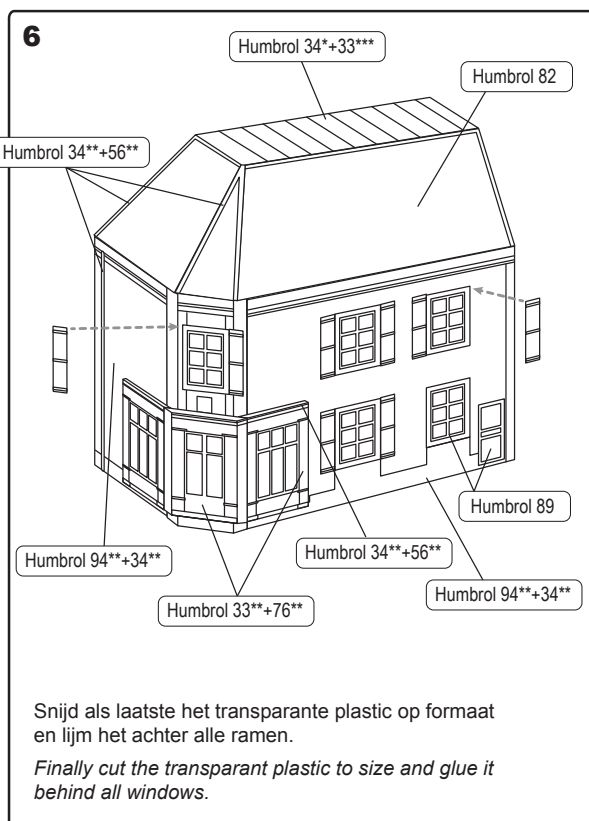 6
Humbrol 34*+33***
Humbrol 82
Humbrol 34**+56**
Humbrol 89
Humbrol 94**+34**
Humbrol 34**+56**
Humbrol 33**+76**
Humbrol 94**+34**
Snijd als laatste het transparante plastic op formaat
en lijm het achter alle ramen.
Finally cut the transparant plastic to size and glue it
behind all windows.